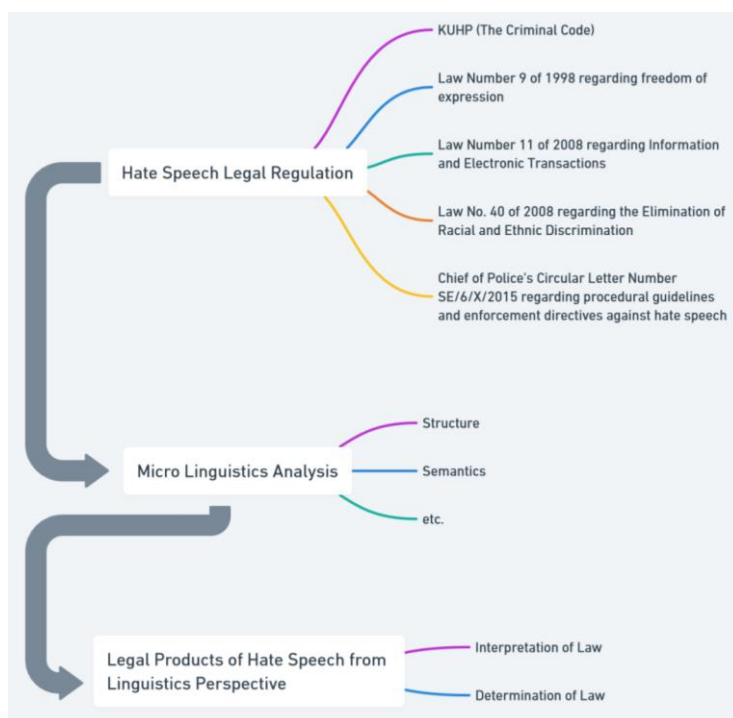 KUHP (The Criminal Code)
Law Number 9 of 1998 regarding freedom of
expression
Law Number 11 of 2008 regarding Information
and Electronic Transactions
Hate Speech Legal Regulation
Law No. 40 of 2008 regarding the Elimination of
Racial and Ethnic Discrimination
Chief of Police's Circular Letter Number
SE/6/X/2015 regarding procedural guidelines
and enforcement directives against hate speech
Structure
Micro Linguistics Analysis
Semantics
etc.
Legal Products of Hate Speech from
Linguistics Perspective
Interpretation of Law
Determination of Law